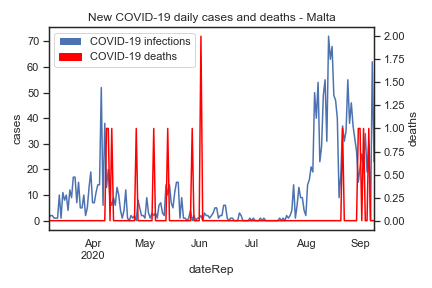 New COVID-19 daily cases and deaths - Malta
COVID-19 infections
COVID-19 deaths
cases
70
60
50
40
30
20
10
0
deaths
2.00
1.75
1.50
1.25
1.00
0.75
0.50
0.25
0.00
Apr
2020
May
Jun
Jul
Aug
Sep
dateRep